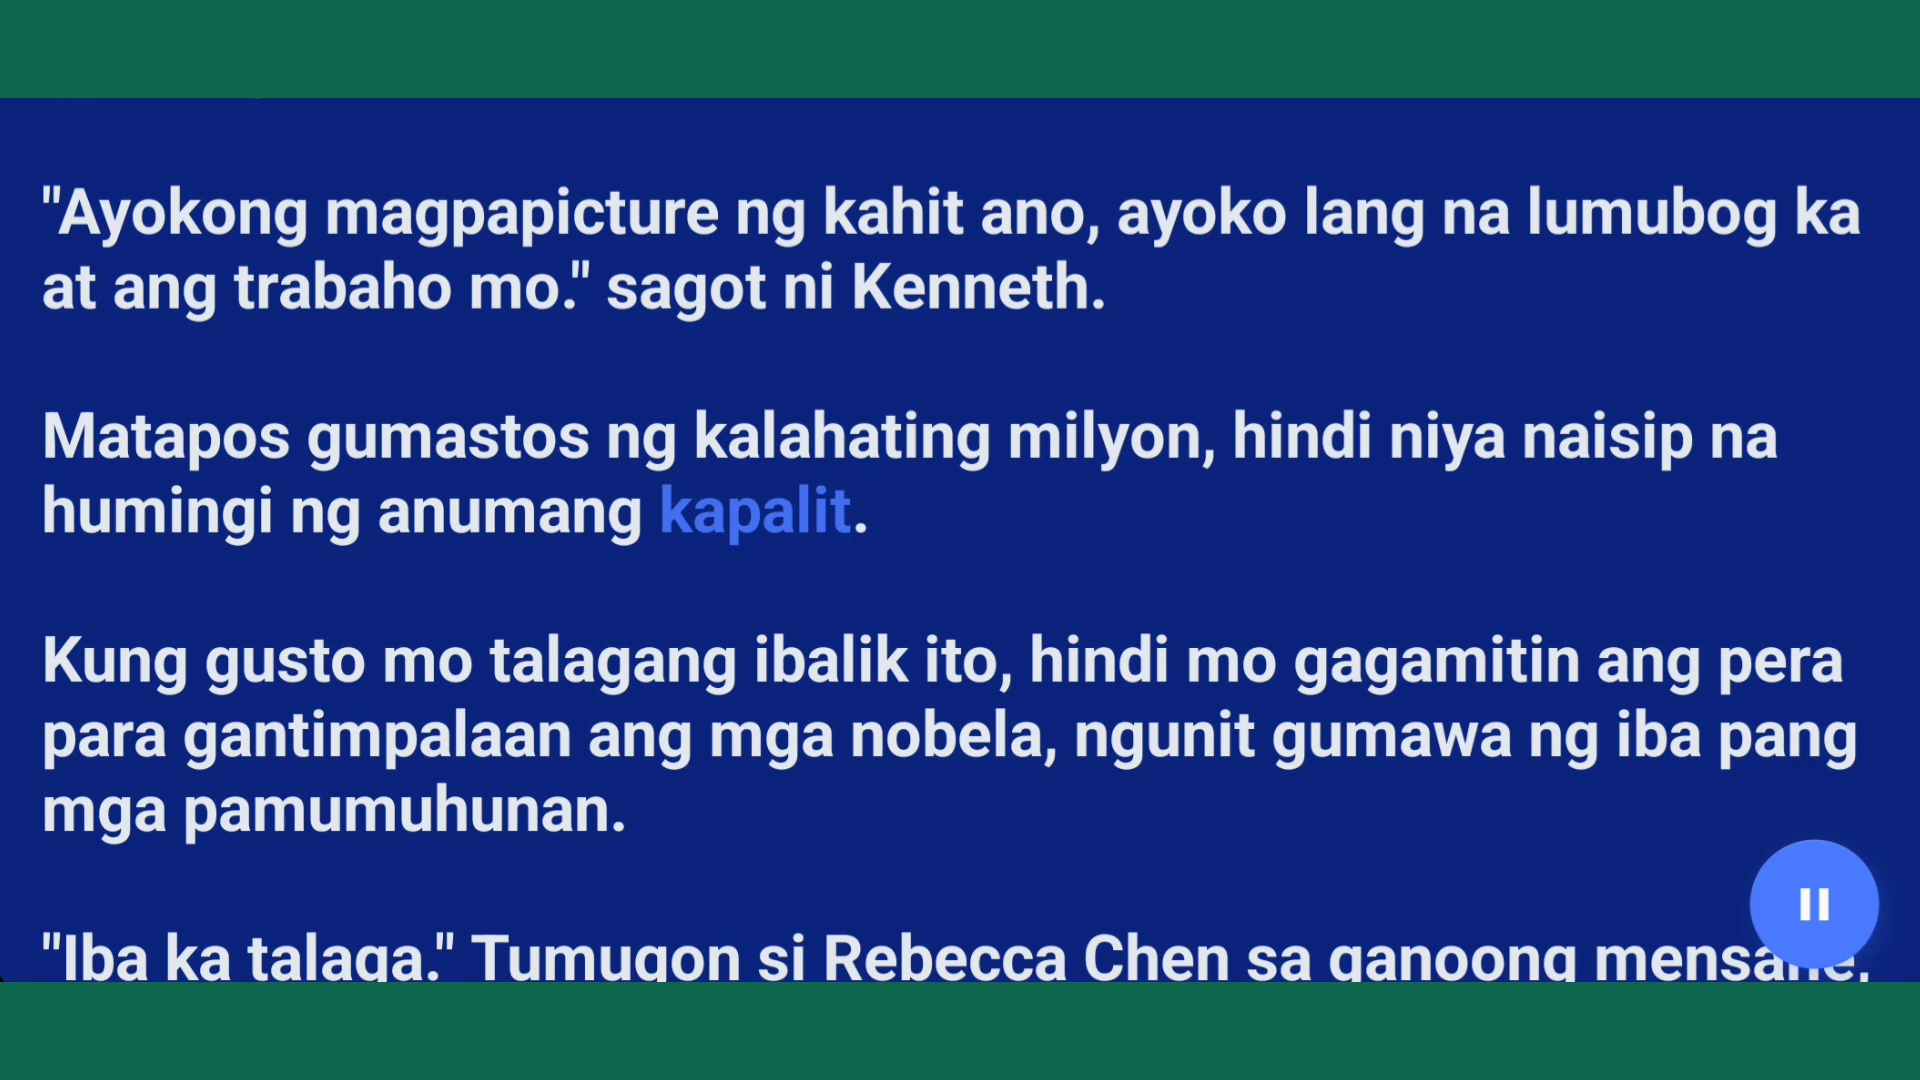 "Ayokong magpapicture ng kahit ano, ayoko lang na lumubog ka
at ang trabaho mo." sagot ni Kenneth.
Matapos gumastos ng kalahating milyon, hindi niya naisip na
humingi ng anumang kapalit.
Kung gusto mo talagang ibalik ito, hindi mo gagamitin ang pera
para gantimpalaan ang mga nobela, ngunit gumawa ng iba pang
mga pamumuhunan.
"Iba ka talaga." Tumugon si Rebecca Chen sa ganoong mensahe,